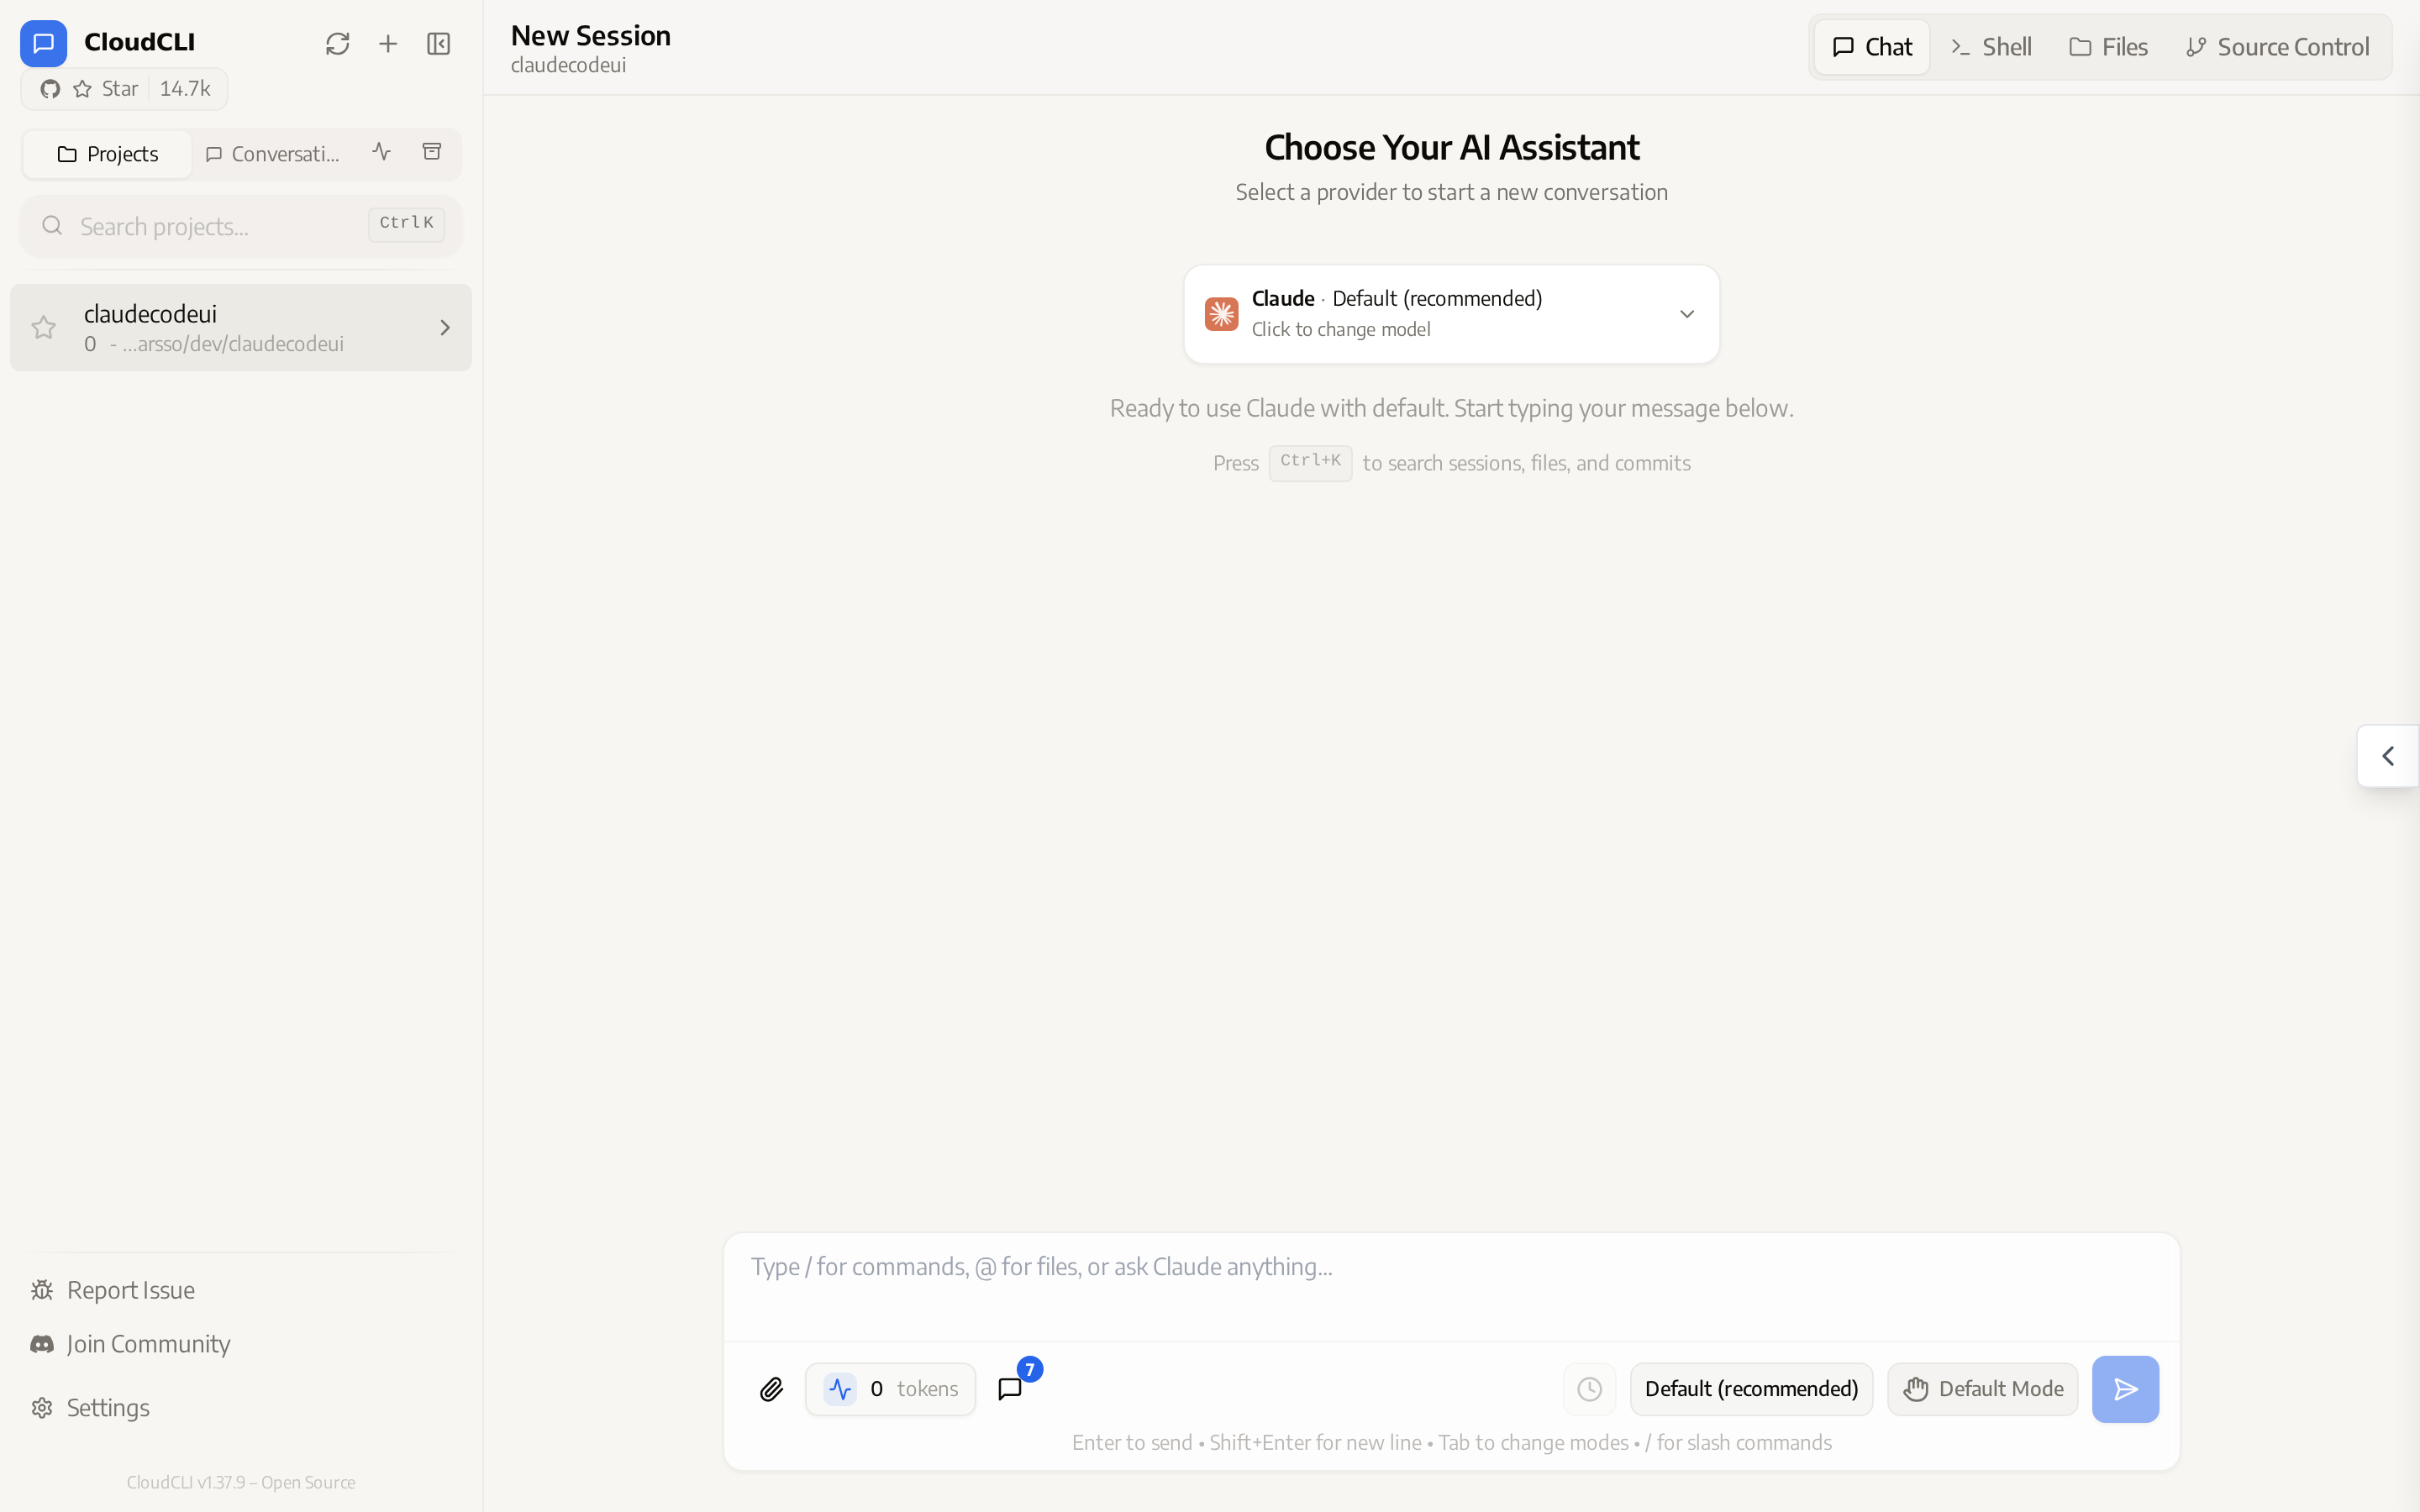 CloudCLI
Star 14.7k
Projects Conversati...
Search projects... Ctrl K
claudecodeui
0 - ...arsso/dev/claudecodeui
Report Issue
Join Community
Settings
CloudCLI v1.37.9 – Open Source
New Session
claudecodeui
Chat Shell Files Source Control
Choose Your AI Assistant
Select a provider to start a new conversation
Claude · Default (recommended)
Click to change model
Ready to use Claude with default. Start typing your message below.
Press Ctrl+K to search sessions, files, and commits
Type / for commands, @ for files, or ask Claude anything...
0 tokens 7 Default (recommended) Default Mode
Enter to send • Shift+Enter for new line • Tab to change modes • / for slash commands